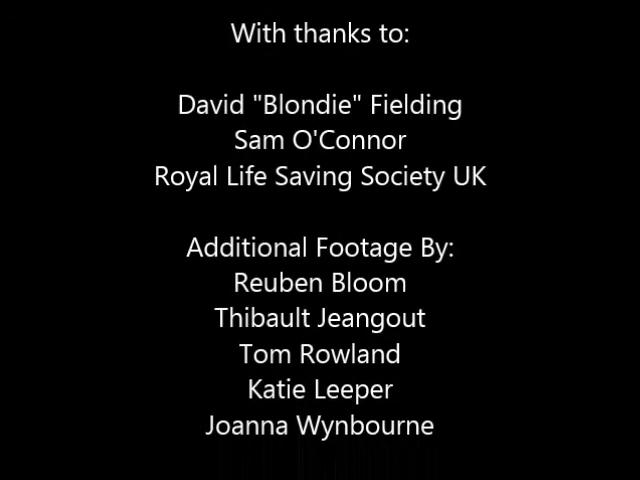 With thanks to:
David "Blondie" Fielding
Sam O'Connor
Royal Life Saving Society UK
Additional Footage By:
Reuben Bloom
Thibault Jeangout
Tom Rowland
Katie Leeper
Joanna Wynbourne